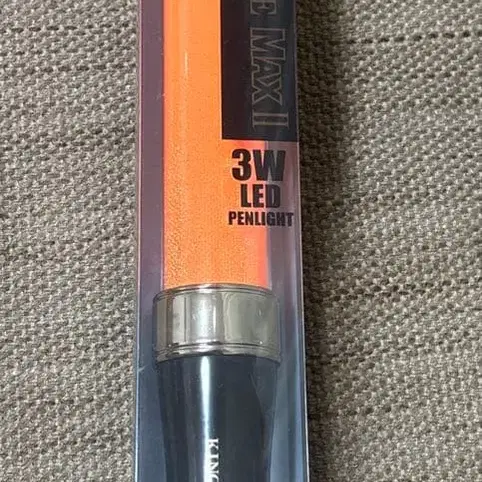 E MAX II
3W
LED
PENLIGHT
KING